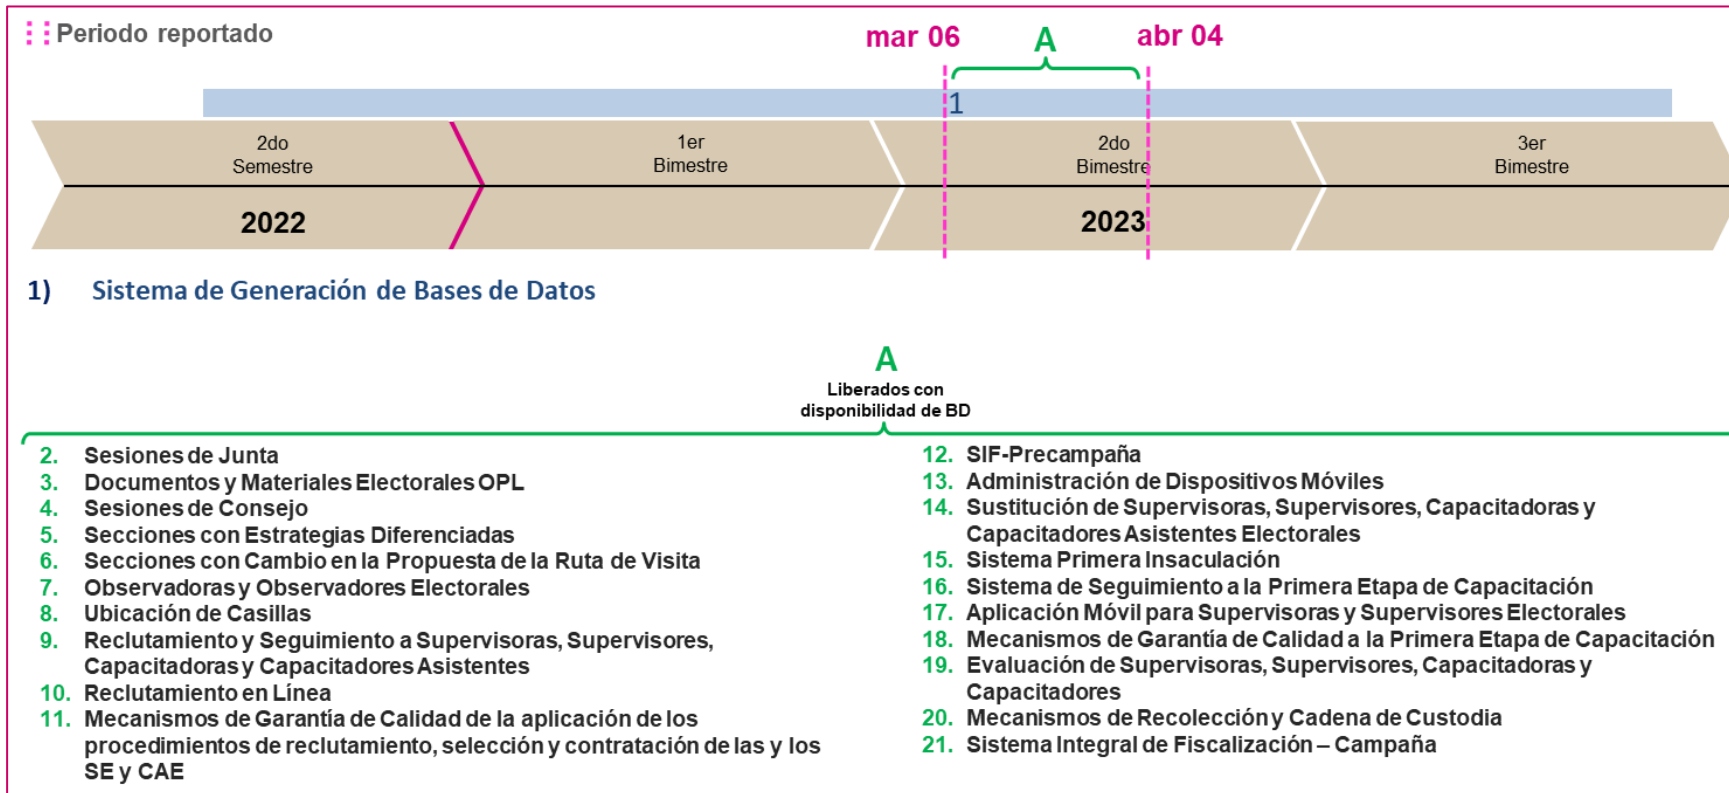 Periodo reportado
mar 06
A
abr 04
1
2do
Semestre
1er
Bimestre
2do
Bimestre
3er
Bimestre
2022
2023
1) Sistema de Generación de Bases de Datos
A
Liberados con
disponibilidad de BD
2. Sesiones de Junta
3. Documentos y Materiales Electorales OPL
4. Sesiones de Consejo
5. Secciones con Estrategias Diferenciadas
6. Secciones con Cambio en la Propuesta de la Ruta de Visita
7. Observadoras y Observadores Electorales
8. Ubicación de Casillas
9. Reclutamiento y Seguimiento a Supervisoras, Supervisores,
Capacitadoras y Capacitadores Asistentes
10. Reclutamiento en Línea
11. Mecanismos de Garantía de Calidad de la aplicación de los
procedimientos de reclutamiento, selección y contratación de las y los
SE y CAE
12. SIF-Precampaña
13. Administración de Dispositivos Móviles
14. Sustitución de Supervisoras, Supervisores, Capacitadoras y
Capacitadores Asistentes Electorales
15. Sistema Primera Insaculación
16. Sistema de Seguimiento a la Primera Etapa de Capacitación
17. Aplicación Móvil para Supervisoras y Supervisores Electorales
18. Mecanismos de Garantía de Calidad a la Primera Etapa de Capacitación
19. Evaluación de Supervisoras, Supervisores, Capacitadoras y
Capacitadores
20. Mecanismos de Recolección y Cadena de Custodia
21. Sistema Integral de Fiscalización – Campaña